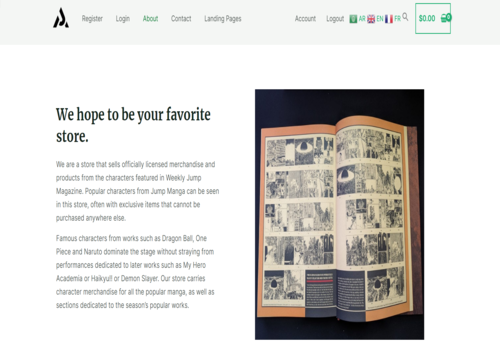 Register Login About Contact Landing Pages Account Logout AR EN FR $0.00 0
We hope to be your favorite
store.
We are a store that sells officially licensed merchandise and
products from the characters featured in Weekly Jump
Magazine. Popular characters from Jump Manga can be seen
in this store, often with exclusive items that cannot be
purchased anywhere else.
Famous characters from works such as Dragon Ball, One
Piece and Naruto dominate the stage without straying from
performances dedicated to later works such as My Hero
Academia or Haikyu!! or Demon Slayer. Our store carries
character merchandise for all the popular manga, as well as
sections dedicated to the season's popular works.